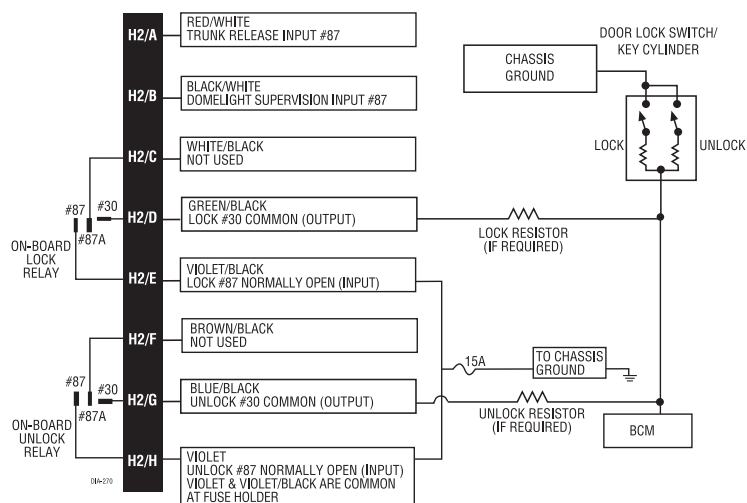 H2/A
RED/WHITE
TRUNK RELEASE INPUT #87
H2/B
BLACK/WHITE
DOMELIGHT SUPERVISION INPUT #87
H2/C
WHITE/BLACK
NOT USED
H2/D
GREEN/BLACK
LOCK #30 COMMON (OUTPUT)
H2/E
VIOLET/BLACK
LOCK #87 NORMALLY OPEN (INPUT)
H2/F
BROWN/BLACK
NOT USED
H2/G
BLUE/BLACK
UNLOCK #30 COMMON (OUTPUT)
H2/H
VIOLET
UNLOCK #87 NORMALLY OPEN (INPUT)
VIOLET & VIOLET/BLACK ARE COMMON
AT FUSE HOLDER
#87
#30
#87A
ON-BOARD
LOCK
RELAY
#87
#30
#87A
ON-BOARD
UNLOCK
RELAY
DIA-270
DOOR LOCK SWITCH/
KEY CYLINDER
CHASSIS
GROUND
LOCK
UNLOCK
LOCK RESISTOR
(IF REQUIRED)
15A
TO CHASSIS
GROUND
UNLOCK RESISTOR
(IF REQUIRED)
BCM